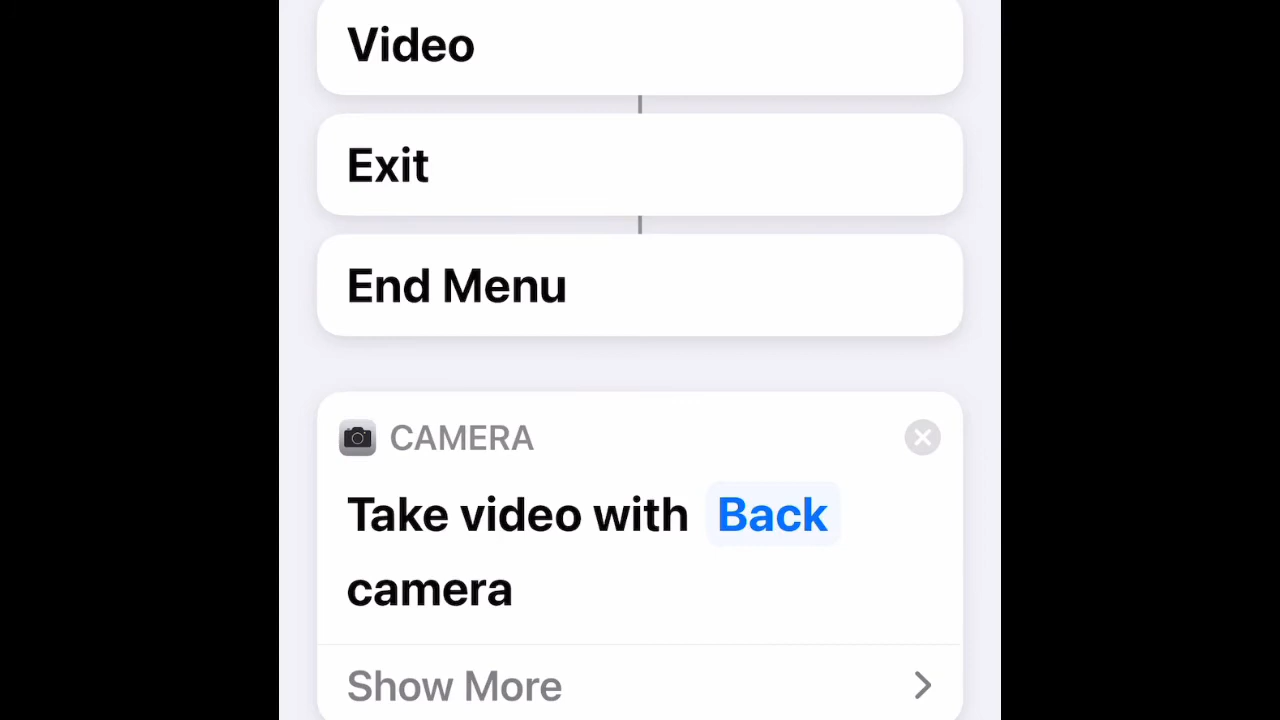 Video
Exit
End Menu
CAMERA
Take video with Back
camera
Show More